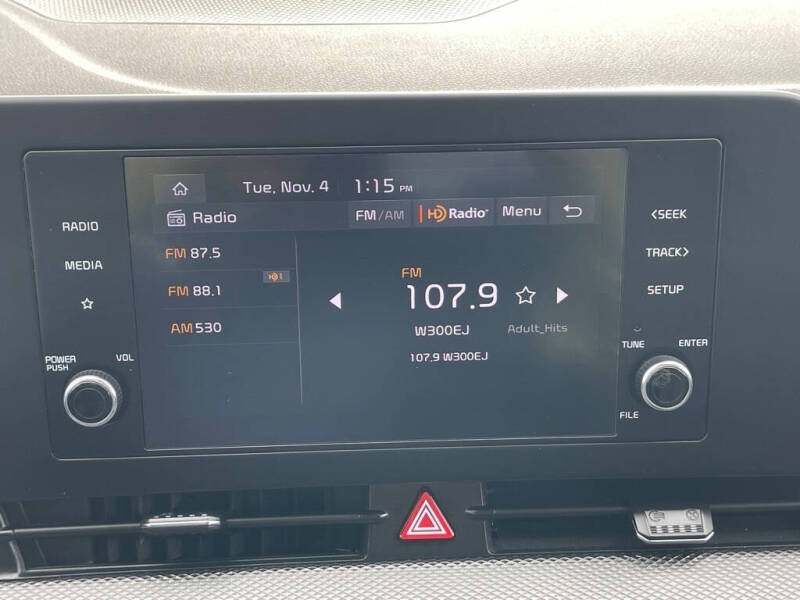 Tue, Nov. 4 1:15 PM
Radio FM/AM HD Radio Menu
RADIO
MEDIA
POWER PUSH VOL
FM 87.5
FM 88.1 HD1
AM 530
FM
107.9
W300EJ Adult_Hits
107.9 W300EJ
<SEEK
TRACK>
SETUP
TUNE ENTER
FILE